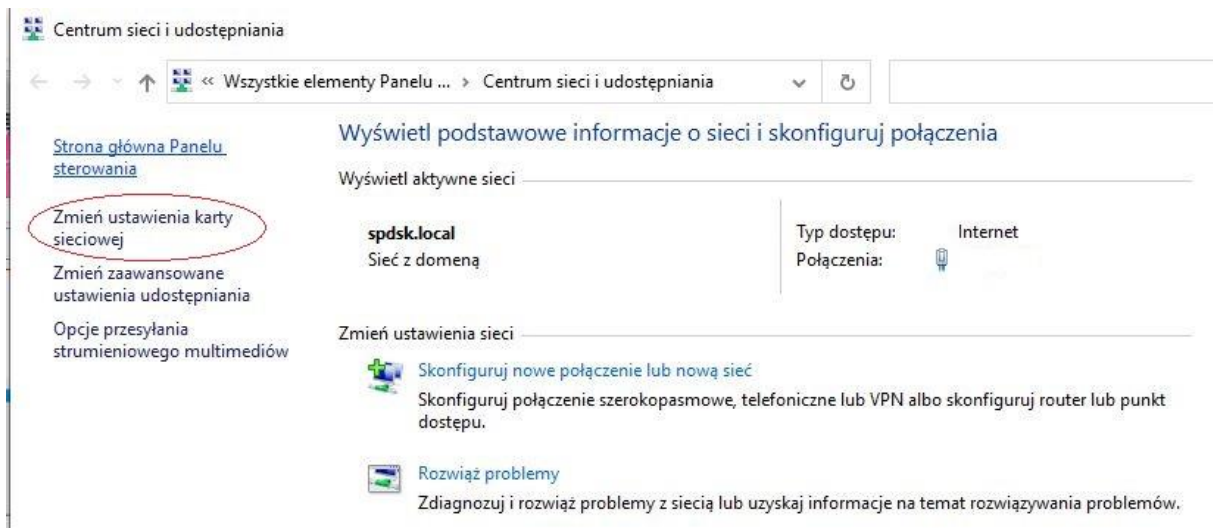 Centrum sieci i udostępniania
« Wszystkie elementy Panelu ... > Centrum sieci i udostępniania
Strona główna Panelu
sterowania
Zmień ustawienia karty
sieciowej
Zmień zaawansowane
ustawienia udostępniania
Opcje przesyłania
strumieniowego multimediów
Wyświetl podstawowe informacje o sieci i skonfiguruj połączenia
Wyświetl aktywne sieci
spdsk.local
Sieć z domeną
Typ dostępu: Internet
Połączenia:
Zmień ustawienia sieci
Skonfiguruj nowe połączenie lub nową sieć
Skonfiguruj połączenie szerokopasmowe, telefoniczne lub VPN albo skonfiguruj router lub punkt
dostępu.
Rozwiąż problemy
Zdiagnozuj i rozwiąż problemy z siecią lub uzyskaj informacje na temat rozwiązywania problemów.